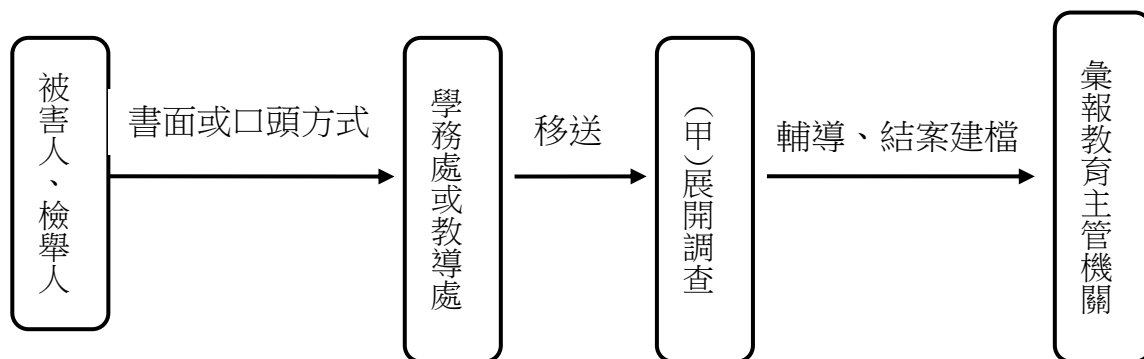 被害人、檢舉人
書面或口頭方式
學務處或教導處
移送
(甲)展開調查
輔導、結案建檔
彙報教育主管機關